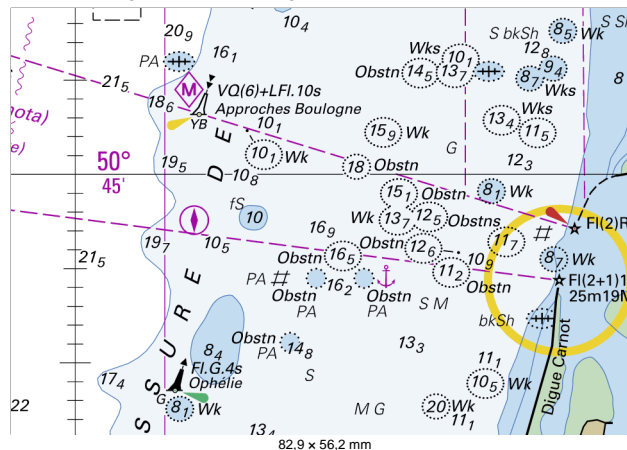 20₉
10₄
16₁
PA
21₅
M
VQ(6)+LFl.10s
Approches Boulogne
18₆
YB
10₁
10₁ Wk
nota)
e)
50°
45'
19₅
10₈
fS
10
19₇
10₅
21₅
S S U R E D E
Wks
10₁
Obstn 14₅ 13₇
S bkSh
8₅ Wk
12₈
9₄
8₇
Wks
8
Wks
13₄ 11₅
15₉ Wk
G
12₃
18 Obstn
15₁ Obstn
8₁ Wk
Wk 13₇ 12₅ Obstns
16₉
Obstn 16₅
Obstn 12₆
10₉
11₇
#
Fl(2)R
11₂ Obstn
8₇ Wk
Fl(2+1)1
25m19M
PA #
Obstn
PA
16₂
Obstn
PA
S M
bkSh
Obstn
PA
14₈
13₃
8₄
Fl.G.4s
Ophélie
G
17₄
S
11₁
10₅ Wk
Digue Carnot
22
8₁ Wk
M G
20 Wk
11₁
13₄
82,9 × 56,2 mm